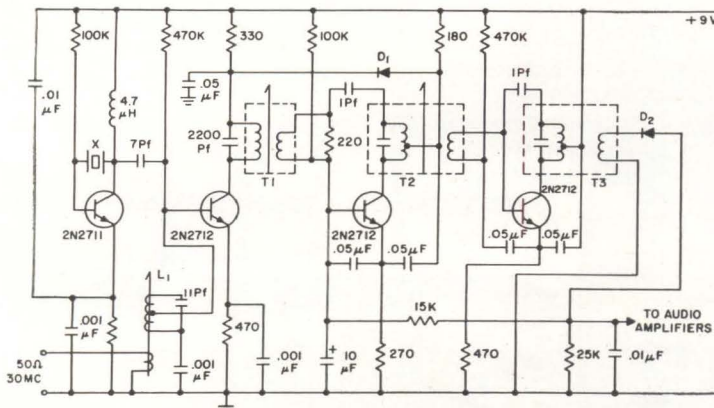 +9V
100K
470K
330
100K
180
470K
D1
D2
.01
µF
4.7
µH
.05
µF
1Pf
1Pf
X
7Pf
2200
Pf
220
T1
T2
T3
2N2711
2N2712
2N2712
2N2712
.05µF
.05µF
.05µF
.05µF
L1
11Pf
15K
TO AUDIO
AMPLIFIERS
.001
µF
.001
µF
470
.001
µF
+
10
µF
270
470
25K
.01µF
50Ω
30MC